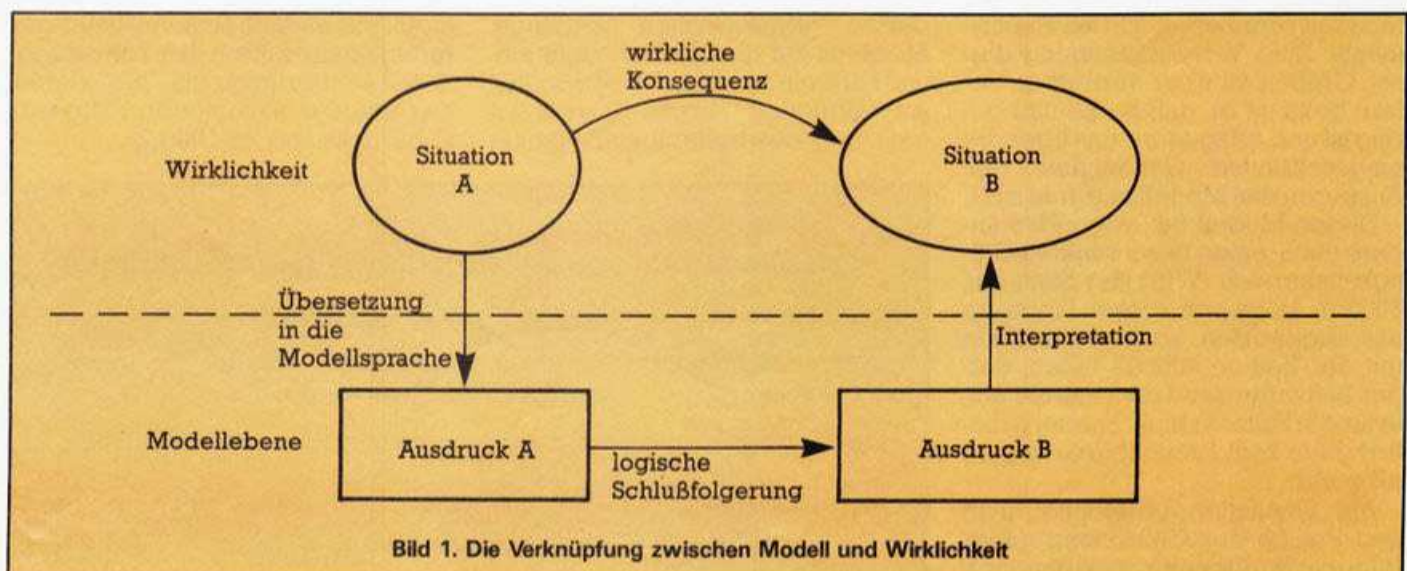 wirkliche
Konsequenz
Wirklichkeit
Situation
A
Situation
B
Übersetzung
in die
Modellsprache
Interpretation
Modellebene
Ausdruck A
logische
Schlußfolgerung
Ausdruck B
Bild 1. Die Verknüpfung zwischen Modell und Wirklichkeit